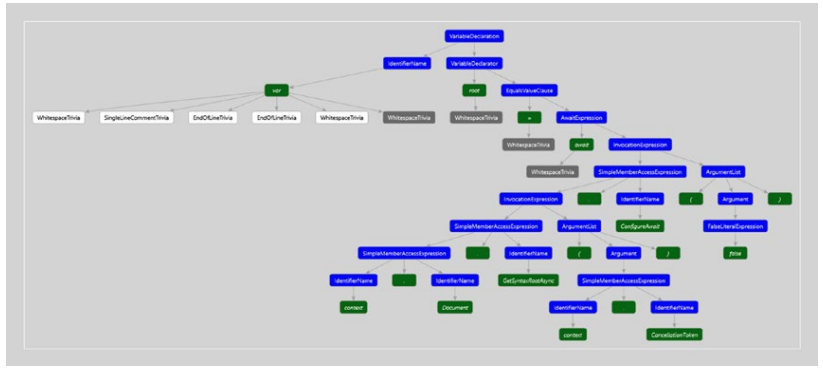 VariableDeclaration
IdentifierName VariableDeclarator
var root EqualsValueClause
WhitespaceTrivia SingleLineCommentTrivia EndOfLineTrivia EndOfLineTrivia WhitespaceTrivia WhitespaceTrivia WhitespaceTrivia = AwaitExpression
WhitespaceTrivia await InvocationExpression
WhitespaceTrivia SimpleMemberAccessExpression ArgumentList
InvocationExpression . IdentifierName ( Argument )
SimpleMemberAccessExpression ArgumentList ConfigureAwait FalseLiteralExpression
SimpleMemberAccessExpression . IdentifierName ( Argument ) false
IdentifierName . IdentifierName GetSyntaxRootAsync SimpleMemberAccessExpression
context Document IdentifierName . IdentifierName
context CancellationToken